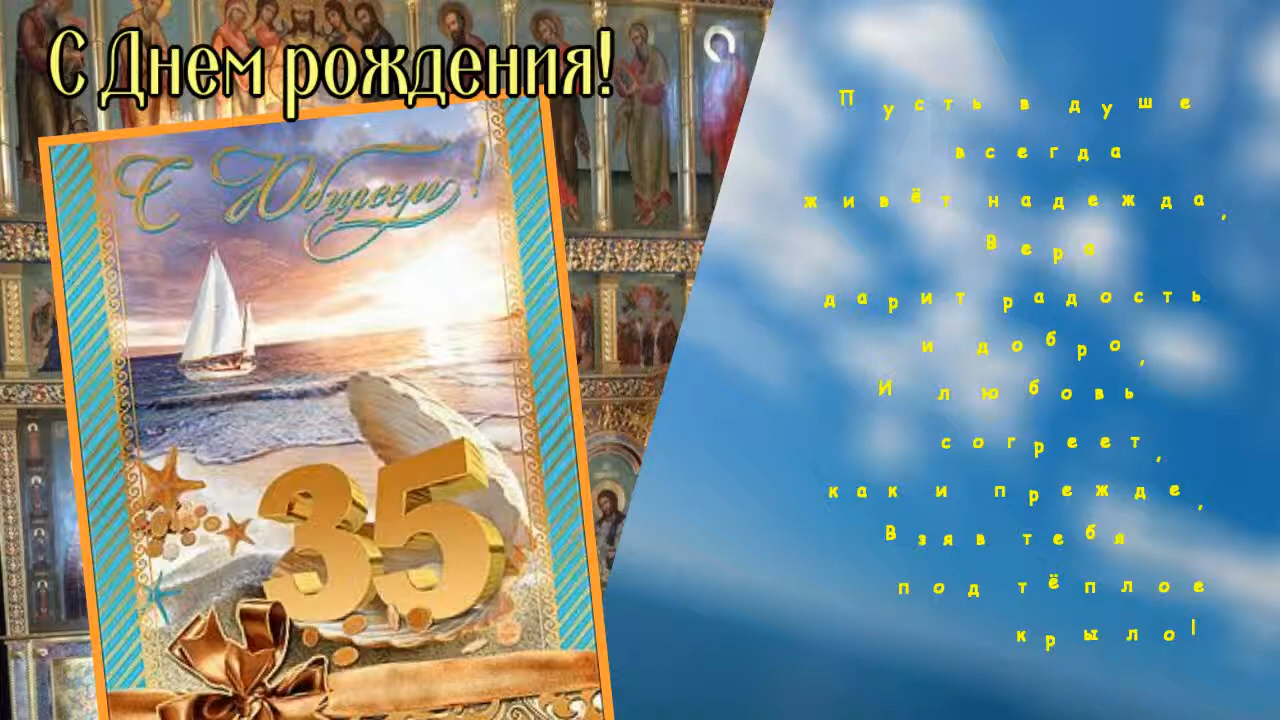 С Днем рождения!
С Юбилеем!
35
Пусть в душе
всегда
живёт надежда,
Вера
дарит радость
и добро,
И любовь
согреет,
как и прежде,
Взяв тебя
под тёплое
крыло!